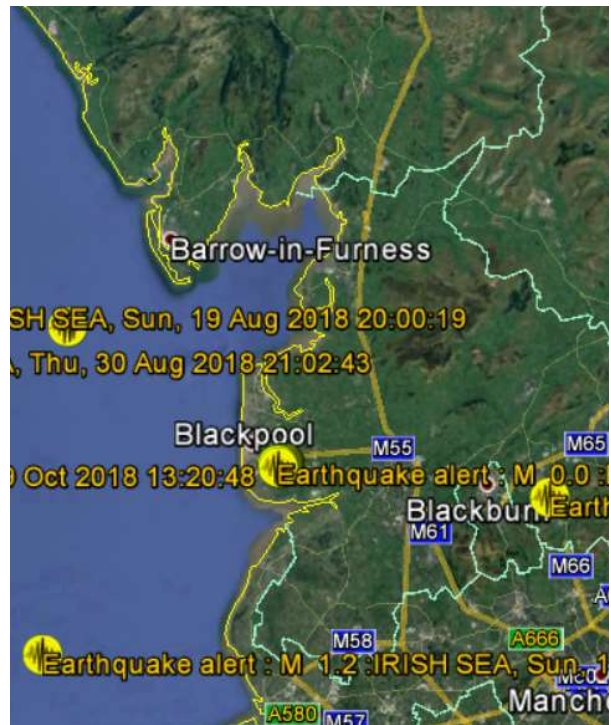 Barrow-in-Furness
SH SEA, Sun, 19 Aug 2018 20:00:19
, Thu, 30 Aug 2018 21:02:43
Blackpool
M55
M65
9 Oct 2018 13:20:48
Earthquake alert : M 0.0 :
Blackburn
Earth
M61
M66
M58
A666
Earthquake alert : M 1.2 :IRISH SEA, Sun, 1
Manch
A580
M57